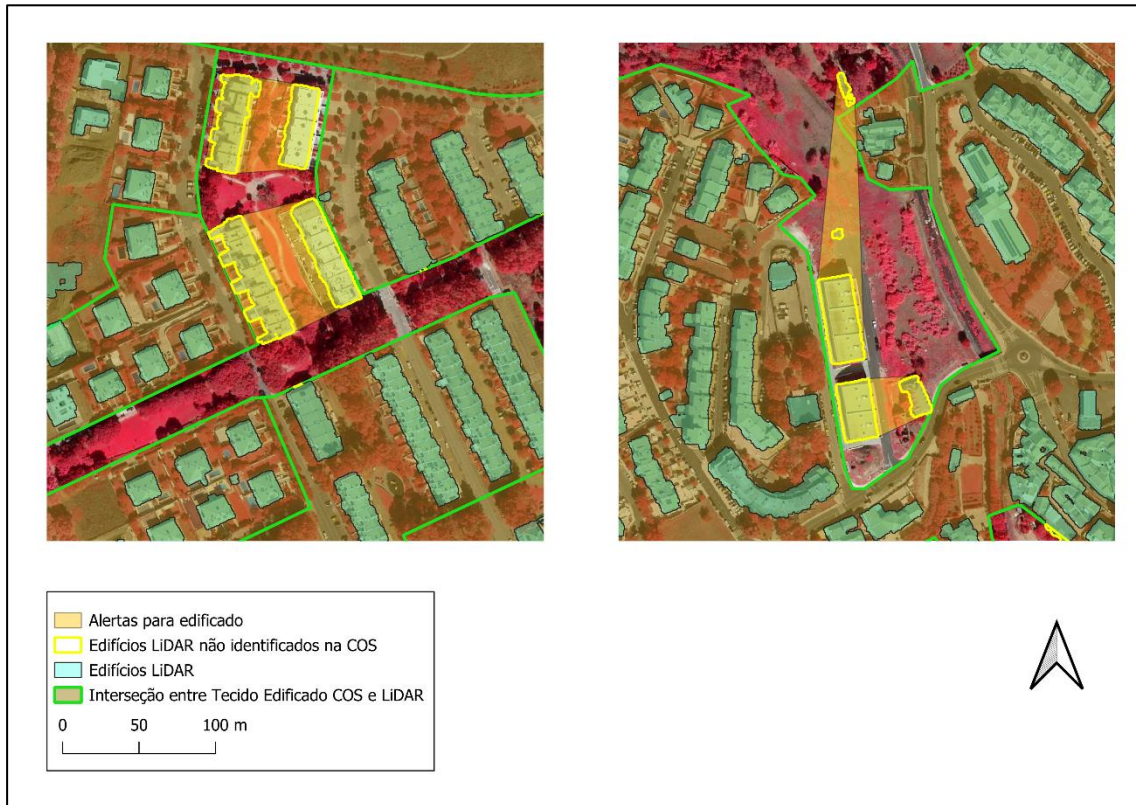 Alertas para edificado
Edifícios LiDAR não identificados na COS
Edifícios LiDAR
Interseção entre Tecido Edificado COS e LiDAR
0 50 100 m